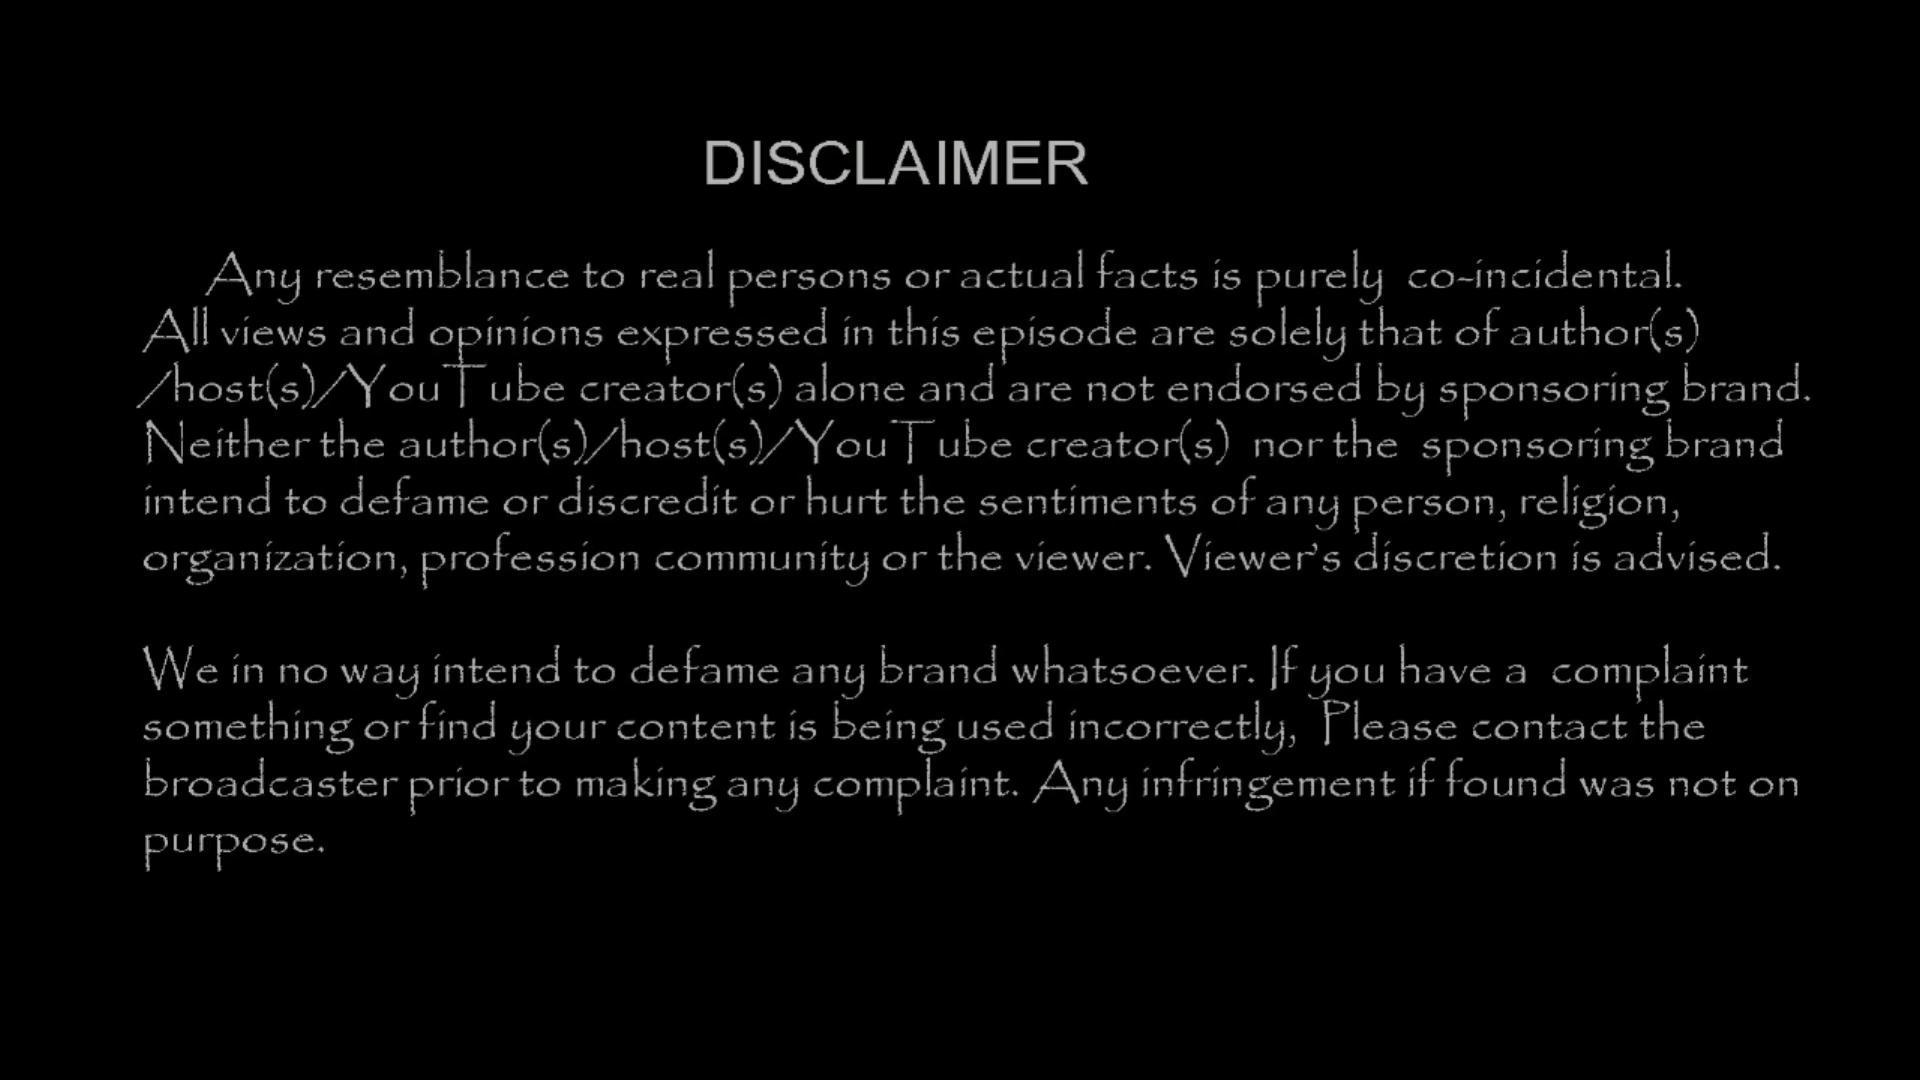 DISCLAIMER
Any resemblance to real persons or actual facts is purely co-incidental.
All views and opinions expressed in this episode are solely that of author(s)
/host(s)/YouTube creator(s) alone and are not endorsed by sponsoring brand.
Neither the author(s)/host(s)/YouTube creator(s) nor the sponsoring brand
intend to defame or discredit or hurt the sentiments of any person, religion,
organization, profession community or the viewer. Viewer's discretion is advised.
We in no way intend to defame any brand whatsoever. If you have a complaint
something or find your content is being used incorrectly, Please contact the
broadcaster prior to making any complaint. Any infringement if found was not on
purpose.